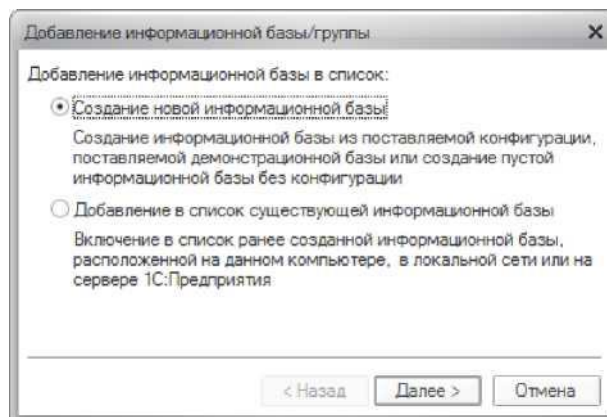 Добавление информационной базы/группы
Добавление информационной базы в список:
Создание новой информационной базы
Создание информационной базы из поставляемой конфигурации,
поставляемой демонстрационной базы или создание пустой
информационной базы без конфигурации
Добавление в список существующей информационной базы
Включение в список ранее созданной информационной базы,
расположенной на данном компьютере, в локальной сети или на
сервере 1С:Предприятия
< Назад Далее > Отмена